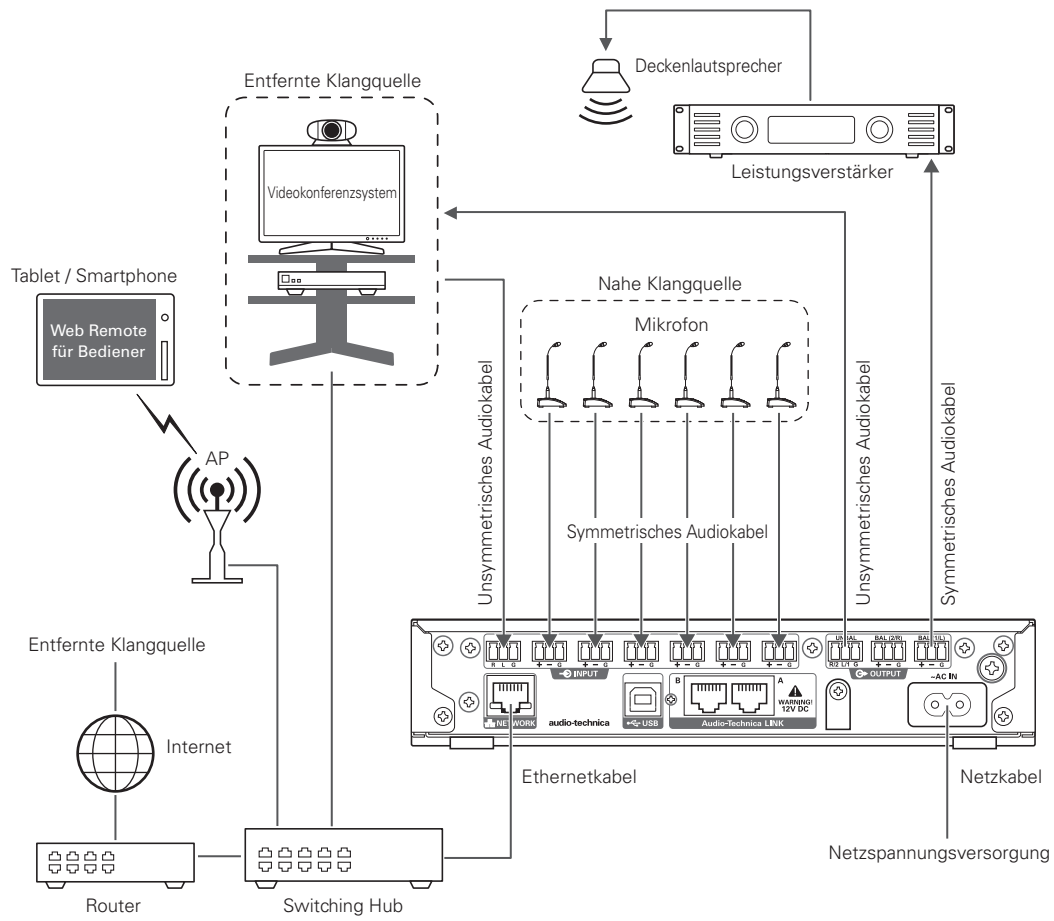 Deckenlautsprecher
Entfernte Klangquelle
Leistungsverstärker
Videokonferenzsystem
Tablet / Smartphone
Web Remote
für Bediener
Nahe Klangquelle
Mikrofon
AP
Unsymmetrisches Audiokabel
Symmetrisches Audiokabel
Unsymmetrisches Audiokabel
Symmetrisches Audiokabel
UNBAL
BAL (2/R)
BAL (1/L)
R L G
+ − G
+ − G
+ − G
+ − G
+ − G
+ − G
R/2 L/1 G
+ − G
+ − G
INPUT
OUTPUT
~AC IN
B
A
WARNING!
12V DC
NETWORK
audio-technica
USB
Audio-Technica LINK
Entfernte Klangquelle
Internet
Ethernetkabel
Netzkabel
Netzspannungsversorgung
Router
Switching Hub